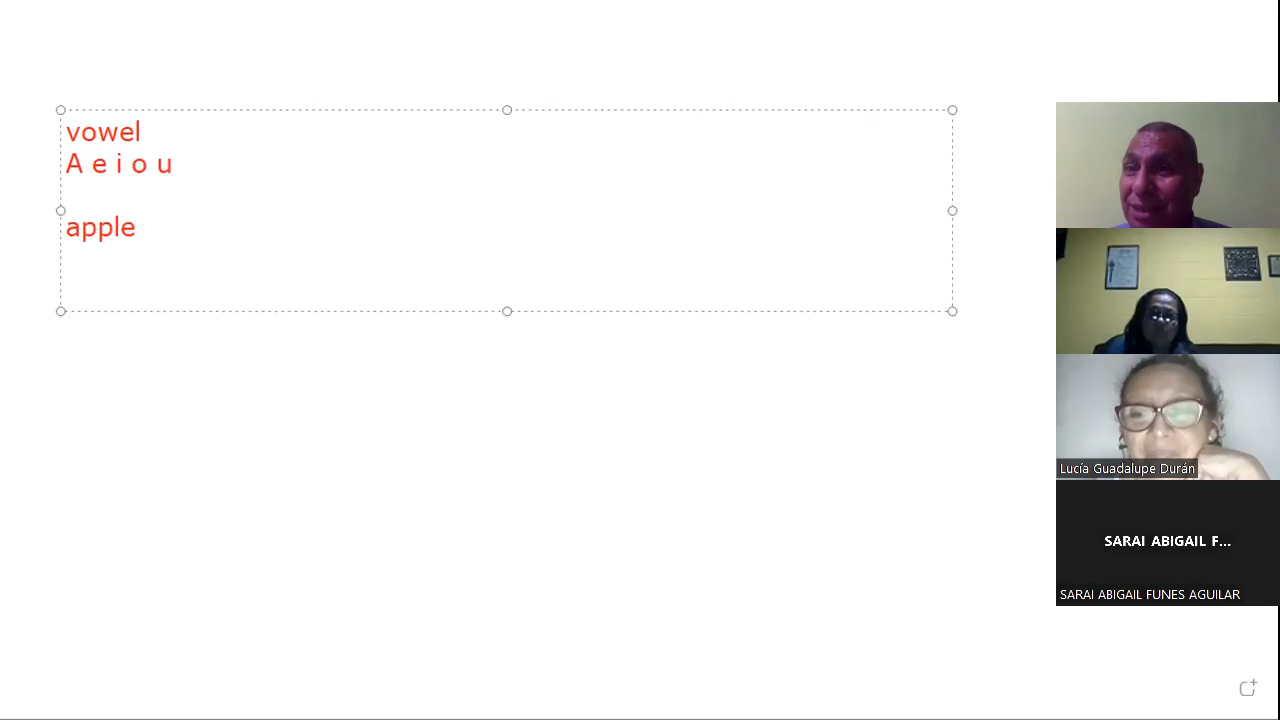 vowel
A e i o u
apple
Lucía Guadalupe Durán
SARAI ABIGAIL F...
SARAI ABIGAIL FUNES AGUILAR